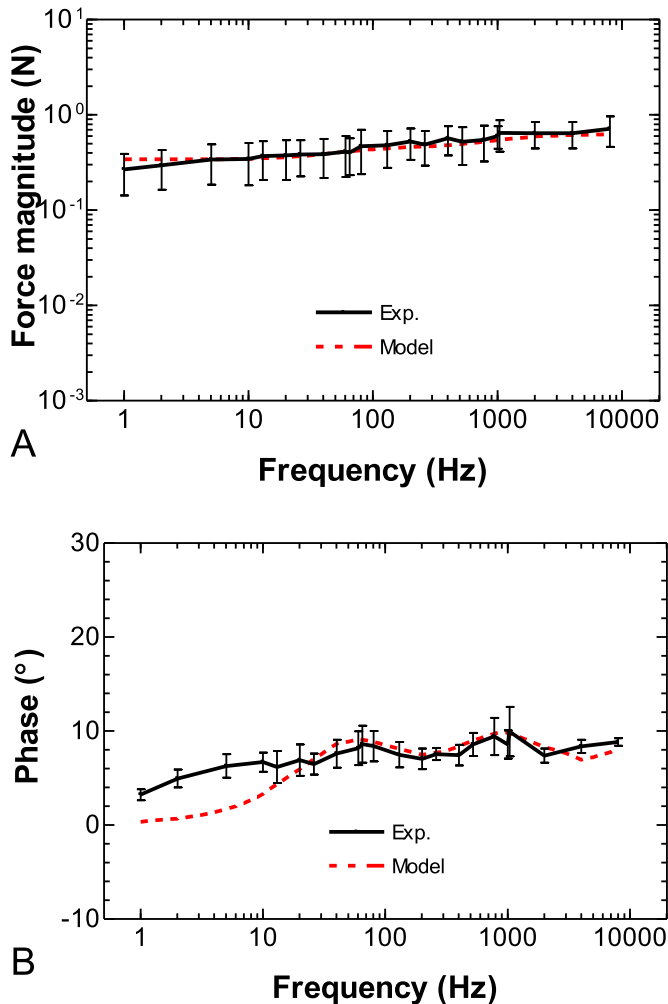 Force magnitude (N)
10^1
10^0
10^-1
10^-2
10^-3
Exp.
Model
1 10 100 1000 10000
A
Frequency (Hz)
Phase (°)
30
20
10
0
-10
Exp.
Model
1 10 100 1000 10000
B
Frequency (Hz)